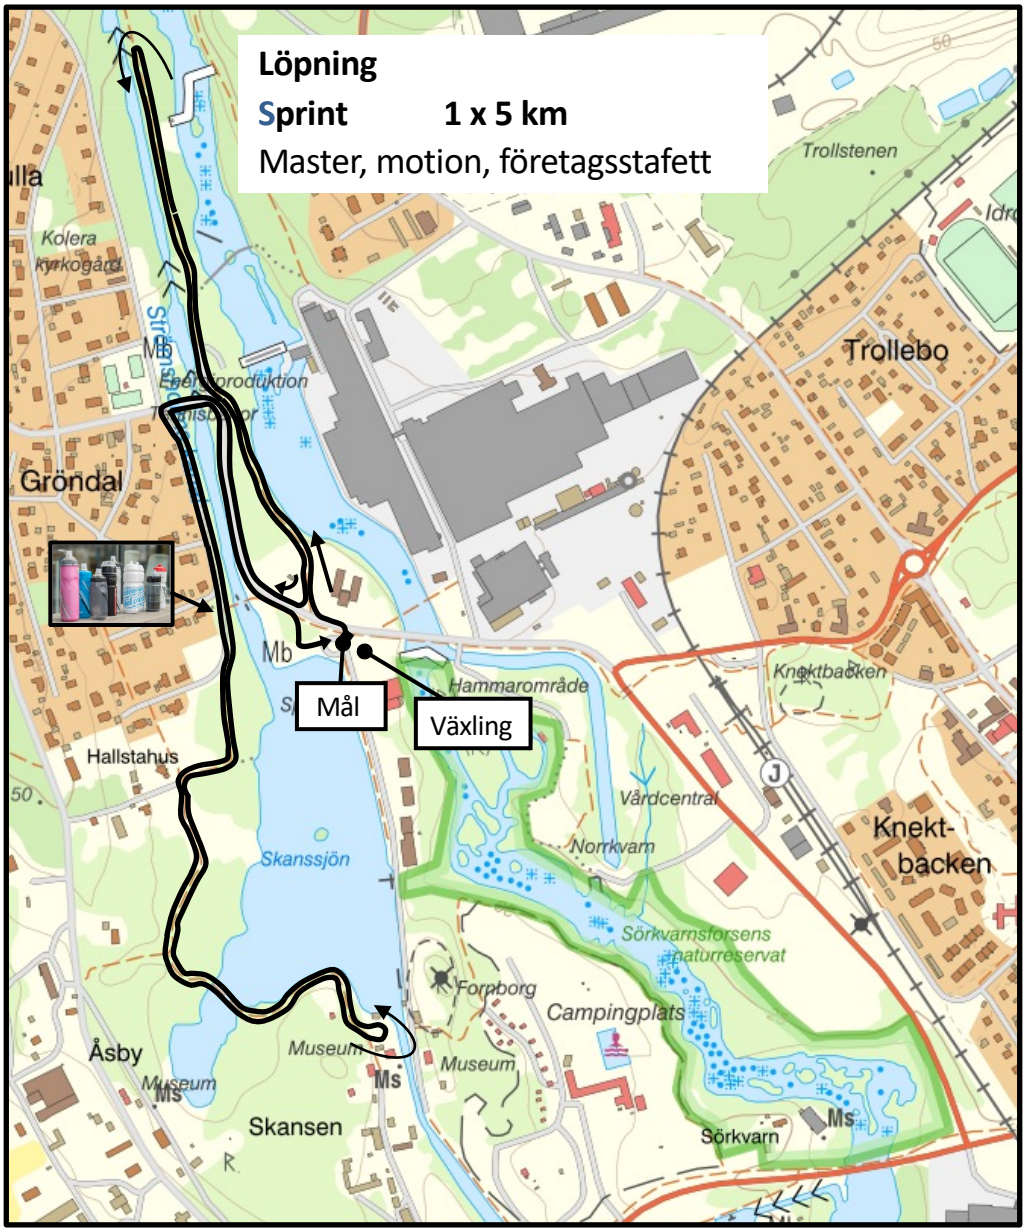 Löpning
Sprint 1 x 5 km
Master, motion, företagsstafett
50
Trollstenen
ulla
Kolera
kyrkogård
Idro
Trollebo
Energiproduktion
Gröndal
Mb
Mål
Växling
Hammarområde
Knektbacken
Hallstahus
50
J
Vårdcentral
Skanssjön
Norrkvarn
Knekt-
backen
Sörkvarnsforsens
naturreservat
Fornborg
Campingplats
Åsby
Museum
Museum
Museum
Ms
Ms
Skansen
Sörkvarn
Ms
R